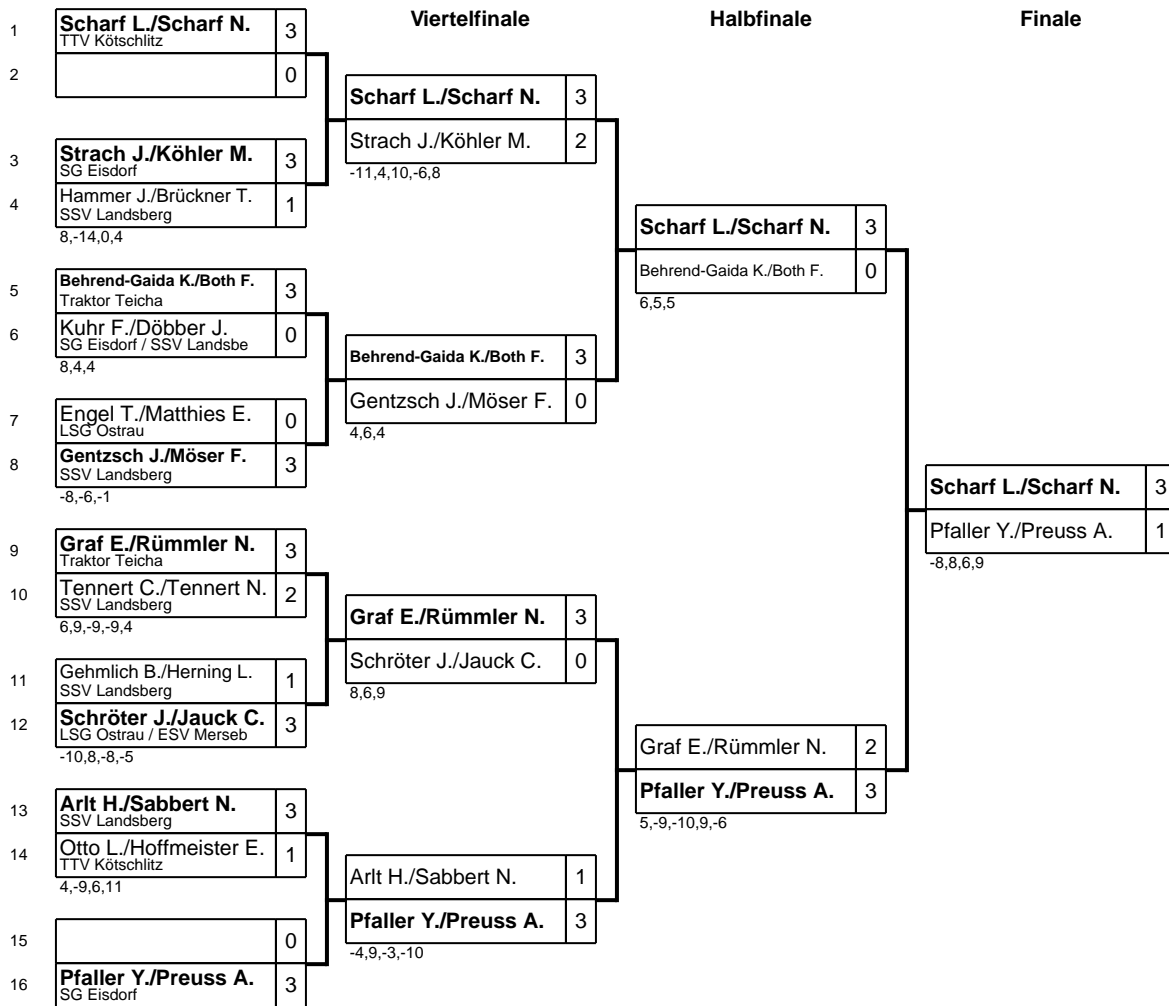 Viertelfinale
Halbfinale
Finale
1
Scharf L./Scharf N.
3
TTV Kötschlitz
2
0
3
Strach J./Köhler M.
3
SG Eisdorf
4
Hammer J./Brückner T.
1
SSV Landsberg
8,-14,0,4
5
Behrend-Gaida K./Both F.
3
Traktor Teicha
6
Kuhr F./Döbber J.
0
SG Eisdorf / SSV Landsbe
8,4,4
7
Engel T./Matthies E.
0
LSG Ostrau
8
Gentzsch J./Möser F.
3
SSV Landsberg
-8,-6,-1
9
Graf E./Rümmler N.
3
Traktor Teicha
10
Tennert C./Tennert N.
2
SSV Landsberg
6,9,-9,-9,4
11
Gehmlich B./Herning L.
1
SSV Landsberg
12
Schröter J./Jauck C.
3
LSG Ostrau / ESV Merseb
-10,8,-8,-5
13
Arlt H./Sabbert N.
3
SSV Landsberg
14
Otto L./Hoffmeister E.
1
TTV Kötschlitz
4,-9,6,11
15
0
16
Pfaller Y./Preuss A.
3
SG Eisdorf
Scharf L./Scharf N.
3
Strach J./Köhler M.
2
-11,4,10,-6,8
Behrend-Gaida K./Both F.
3
Gentzsch J./Möser F.
0
4,6,4
Graf E./Rümmler N.
3
Schröter J./Jauck C.
0
8,6,9
Arlt H./Sabbert N.
1
Pfaller Y./Preuss A.
3
-4,9,-3,-10
Scharf L./Scharf N.
3
Behrend-Gaida K./Both F.
0
6,5,5
Graf E./Rümmler N.
2
Pfaller Y./Preuss A.
3
5,-9,-10,9,-6
Scharf L./Scharf N.
3
Pfaller Y./Preuss A.
1
-8,8,6,9